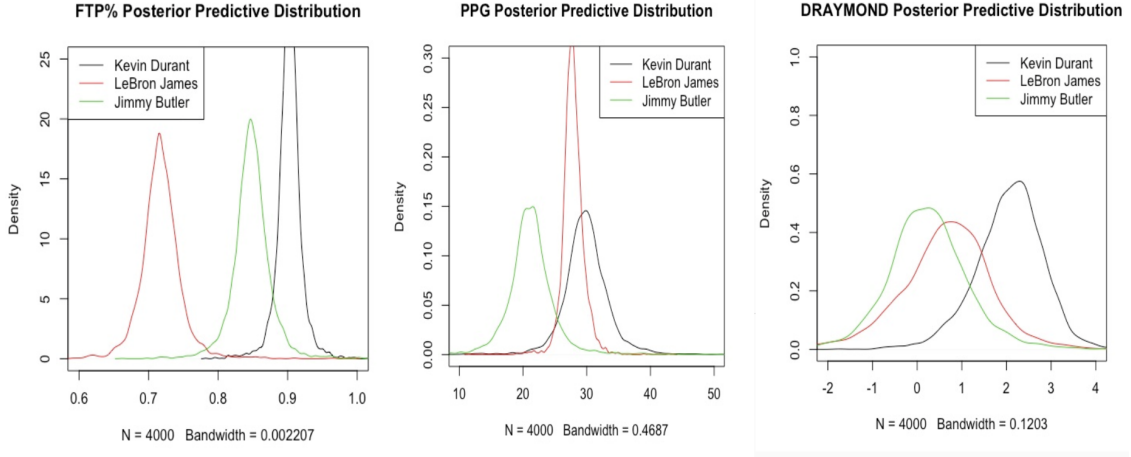 FTP% Posterior Predictive Distribution
Density
25
20
15
10
5
0
Kevin Durant
LeBron James
Jimmy Butler
0.6 0.7 0.8 0.9 1.0
N = 4000 Bandwidth = 0.002207
PPG Posterior Predictive Distribution
Density
0.30
0.25
0.20
0.15
0.10
0.05
0.00
Kevin Durant
LeBron James
Jimmy Butler
10 20 30 40 50
N = 4000 Bandwidth = 0.4687
DRAYMOND Posterior Predictive Distribution
Density
1.0
0.8
0.6
0.4
0.2
0.0
Kevin Durant
LeBron James
Jimmy Butler
-2 -1 0 1 2 3 4
N = 4000 Bandwidth = 0.1203